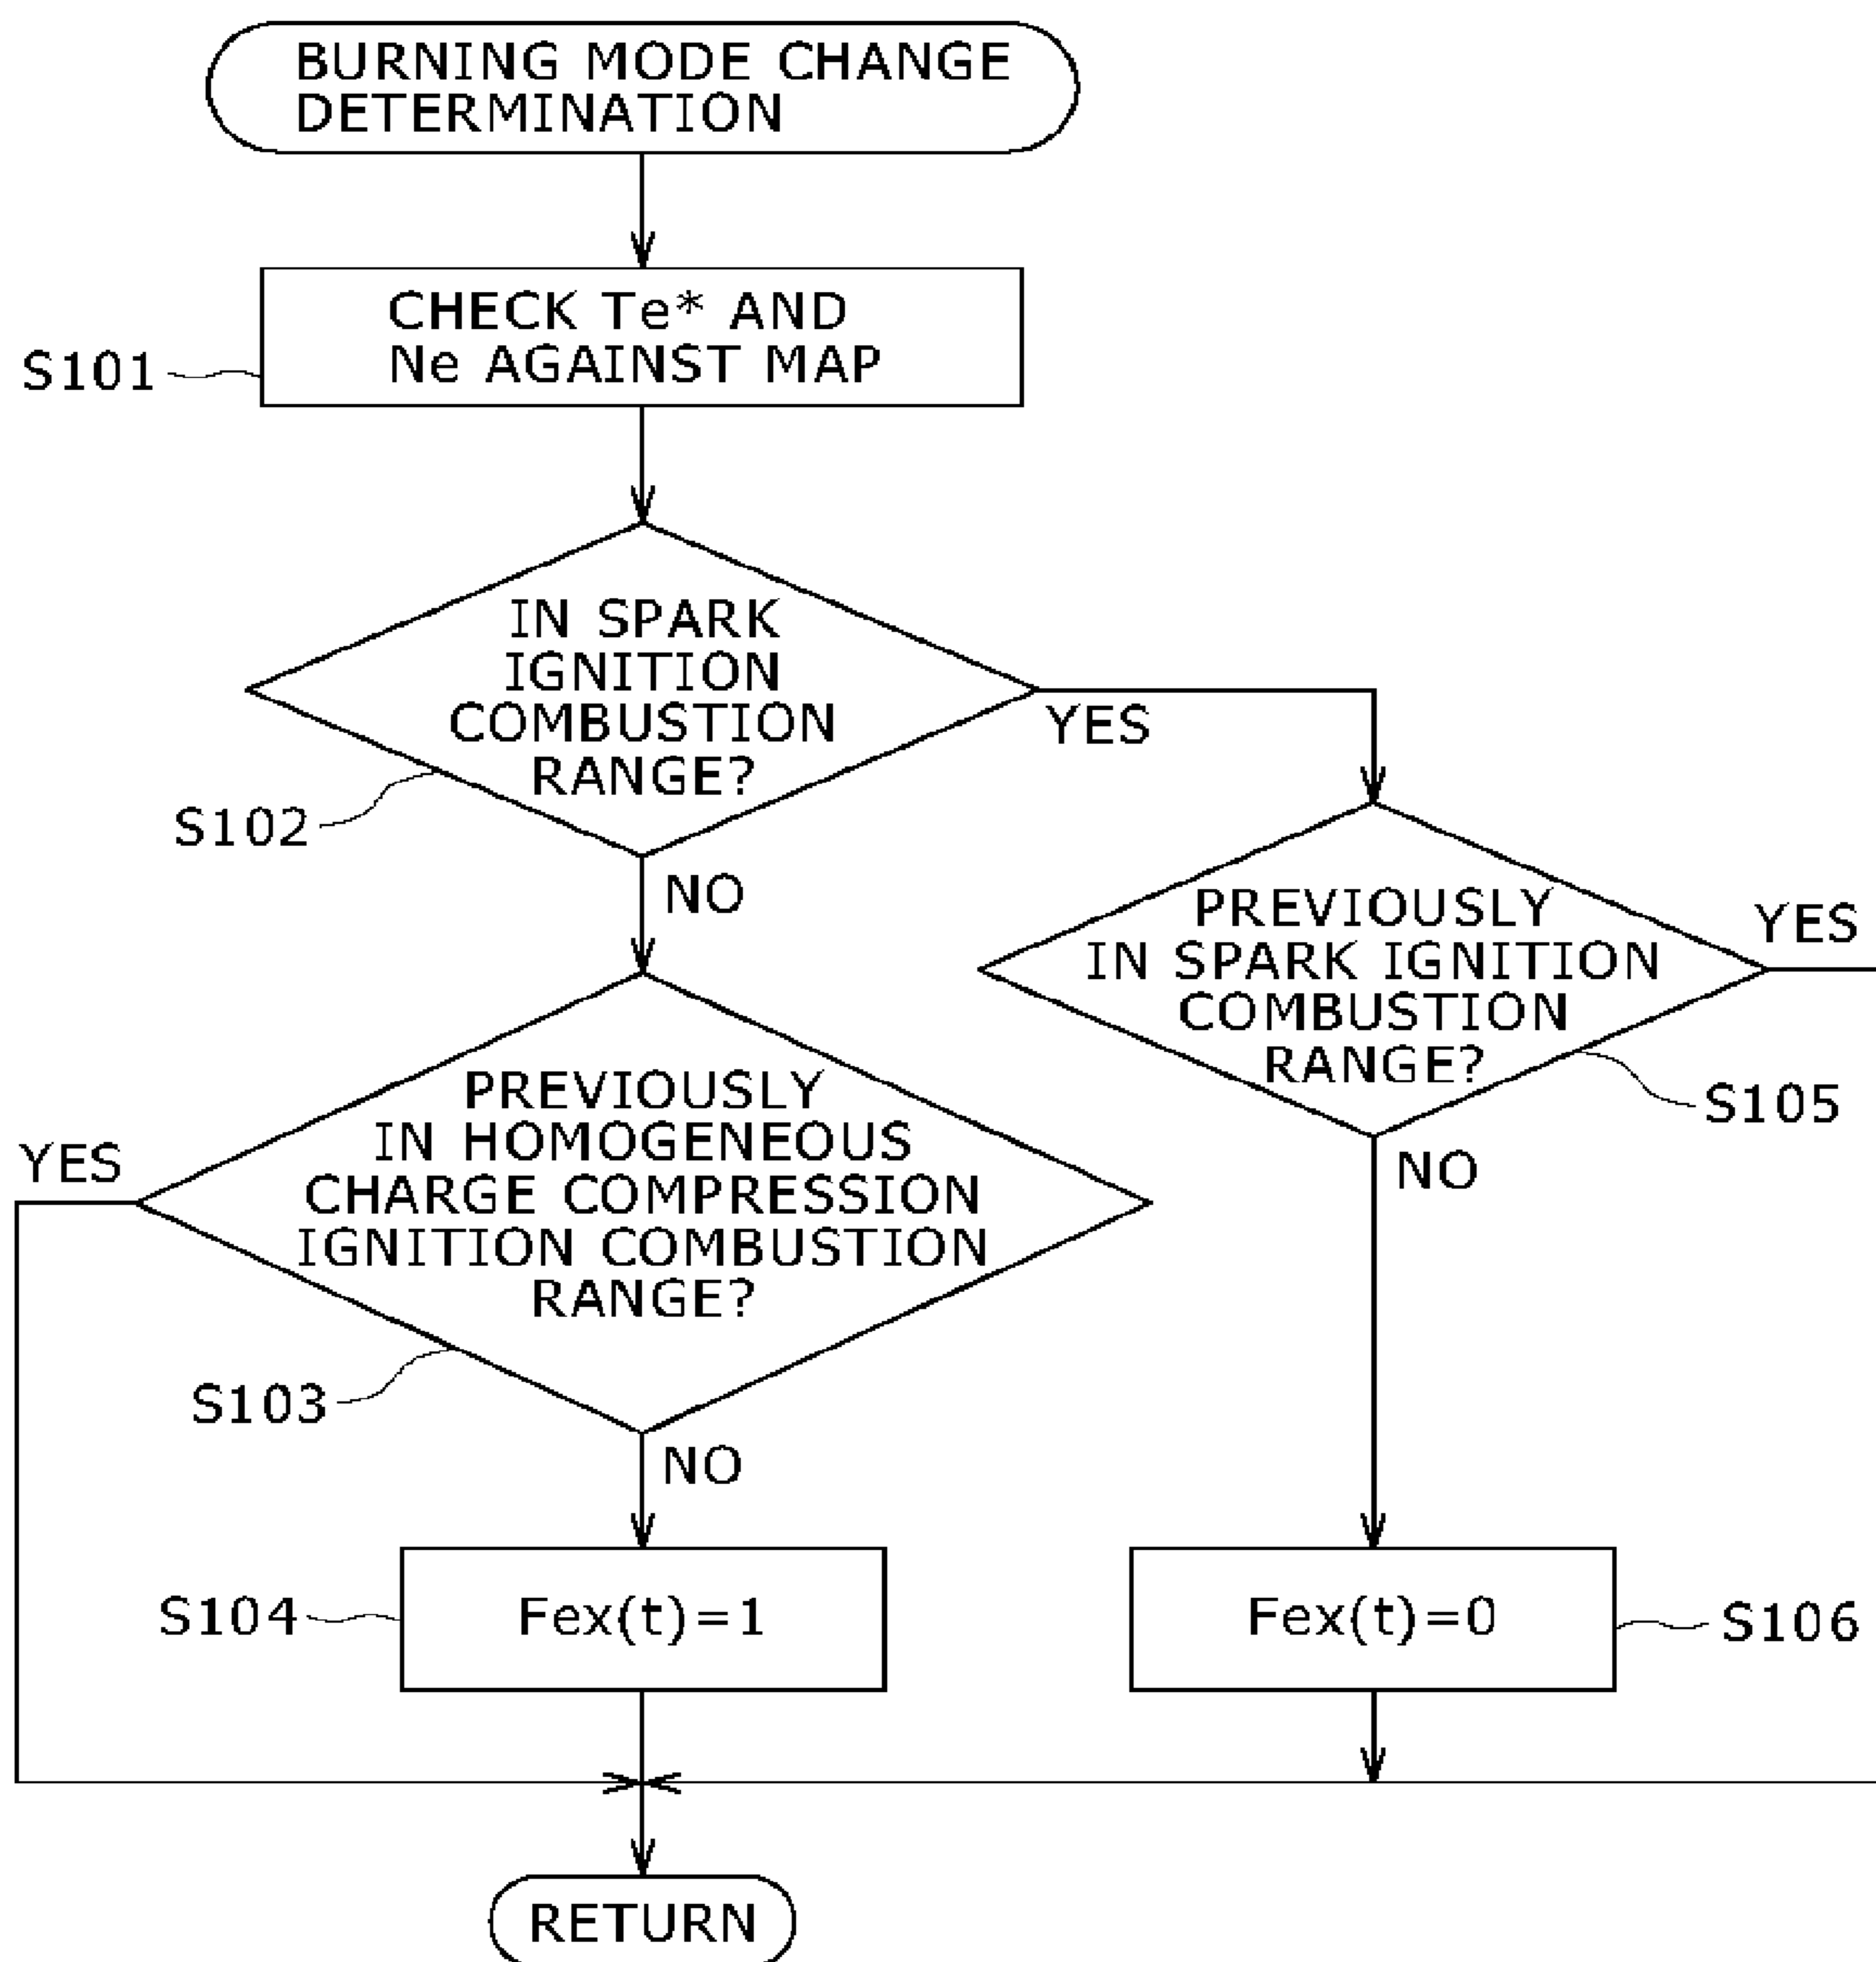 BURNING MODE CHANGE
DETERMINATION
CHECK Te* AND
Ne AGAINST MAP
S101
IN SPARK
IGNITION
COMBUSTION
RANGE?
YES
S102
NO
PREVIOUSLY
IN SPARK IGNITION
COMBUSTION
RANGE?
YES
S105
NO
PREVIOUSLY
IN HOMOGENEOUS
CHARGE COMPRESSION
IGNITION COMBUSTION
RANGE?
YES
S103
NO
S104
Fex(t)=1
Fex(t)=0
S106
RETURN